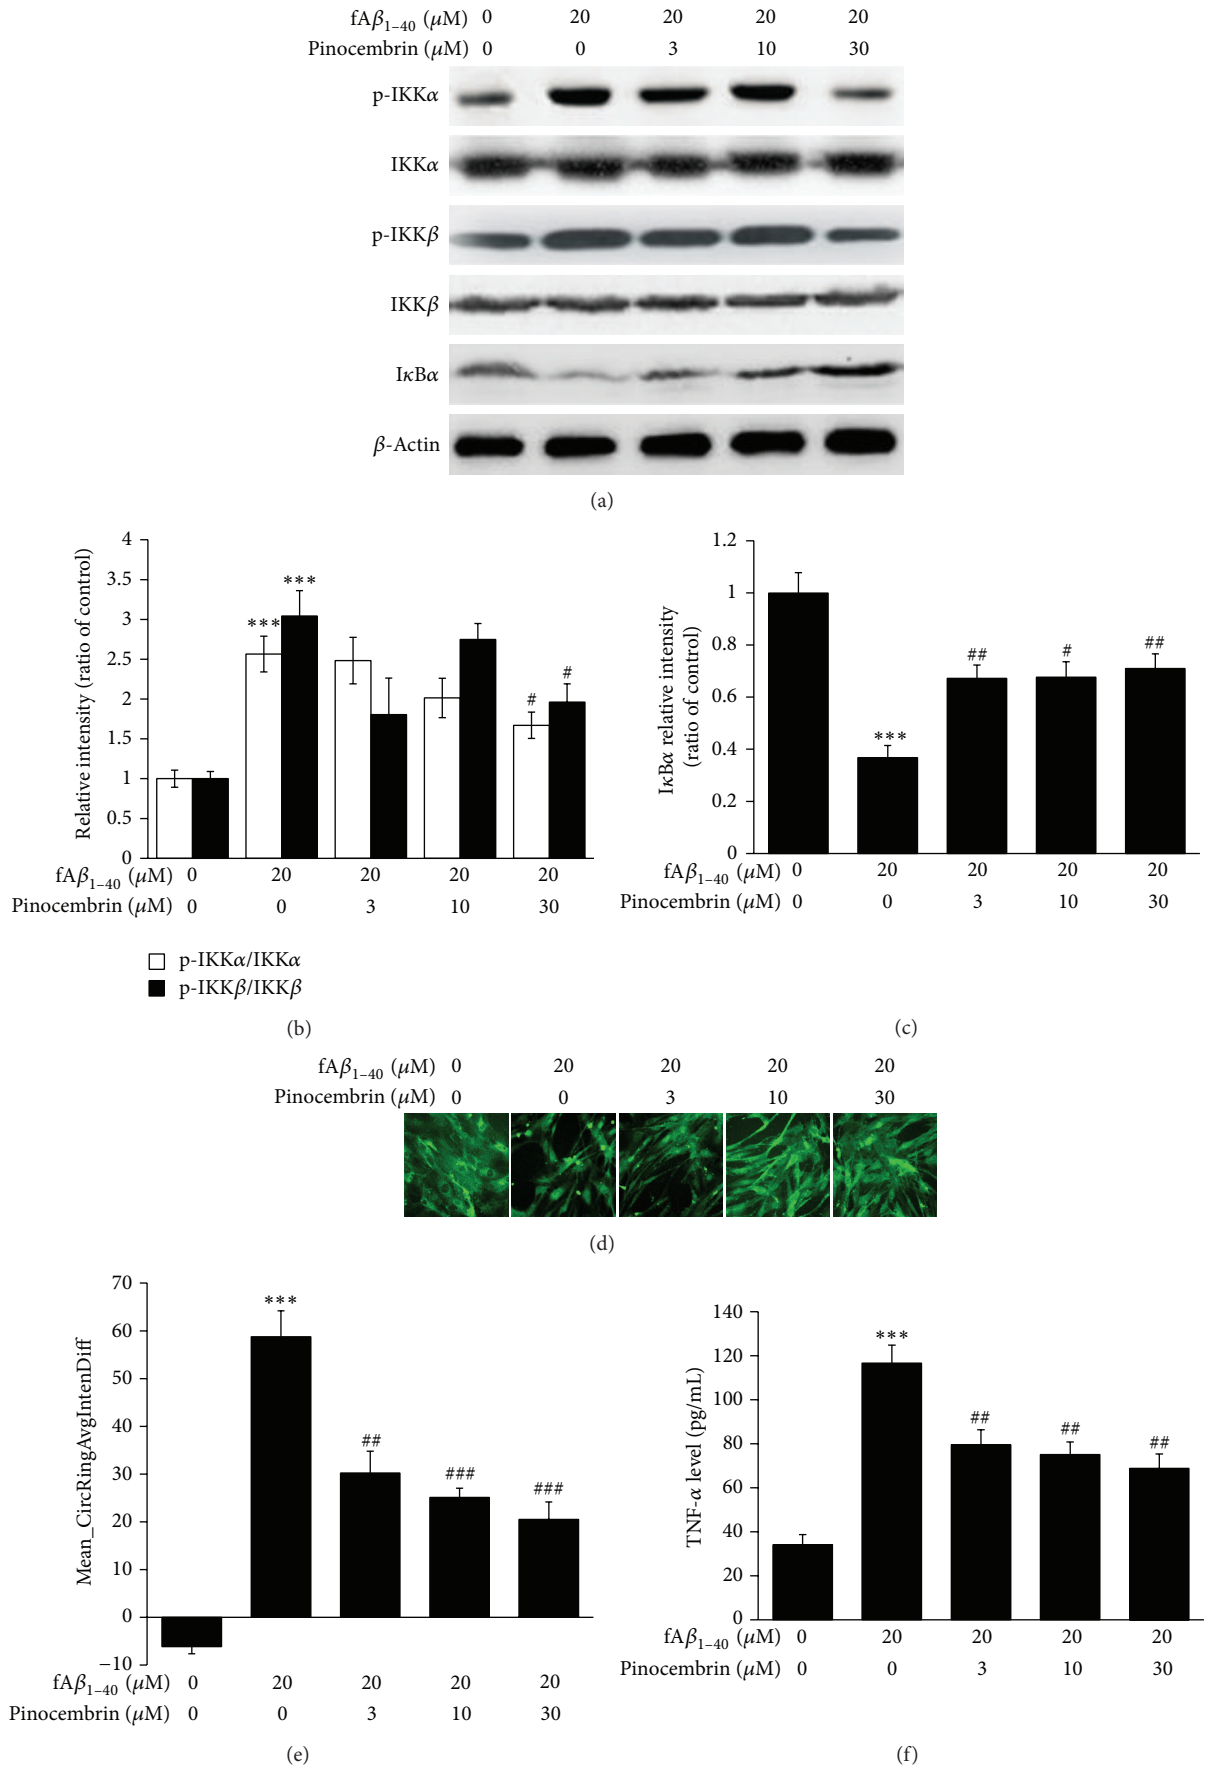 fAβ1–40 (μM) 0 20 20 20 20
Pinocembrin (μM) 0 0 3 10 30
p-IKKα
IKKα
p-IKKβ
IKKβ
IκBα
β-Actin
(a)
Relative intensity (ratio of control)
4
3.5
3
2.5
2
1.5
1
0.5
0
***
***
#
#
fAβ1–40 (μM) 0 20 20 20 20
Pinocembrin (μM) 0 0 3 10 30
p-IKKα/IKKα
p-IKKβ/IKKβ
(b)
IκBα relative intensity
(ratio of control)
1.2
1
0.8
0.6
0.4
0.2
0
***
##
#
##
fAβ1–40 (μM) 0 20 20 20 20
Pinocembrin (μM) 0 0 3 10 30
(c)
fAβ1–40 (μM) 0 20 20 20 20
Pinocembrin (μM) 0 0 3 10 30
(d)
Mean_CircRingAvgIntenDiff
70
60
50
40
30
20
10
0
−10
***
##
###
###
fAβ1–40 (μM) 0 20 20 20 20
Pinocembrin (μM) 0 0 3 10 30
(e)
TNF-α level (pg/mL)
140
120
100
80
60
40
20
0
***
##
##
##
fAβ1–40 (μM) 0 20 20 20 20
Pinocembrin (μM) 0 0 3 10 30
(f)